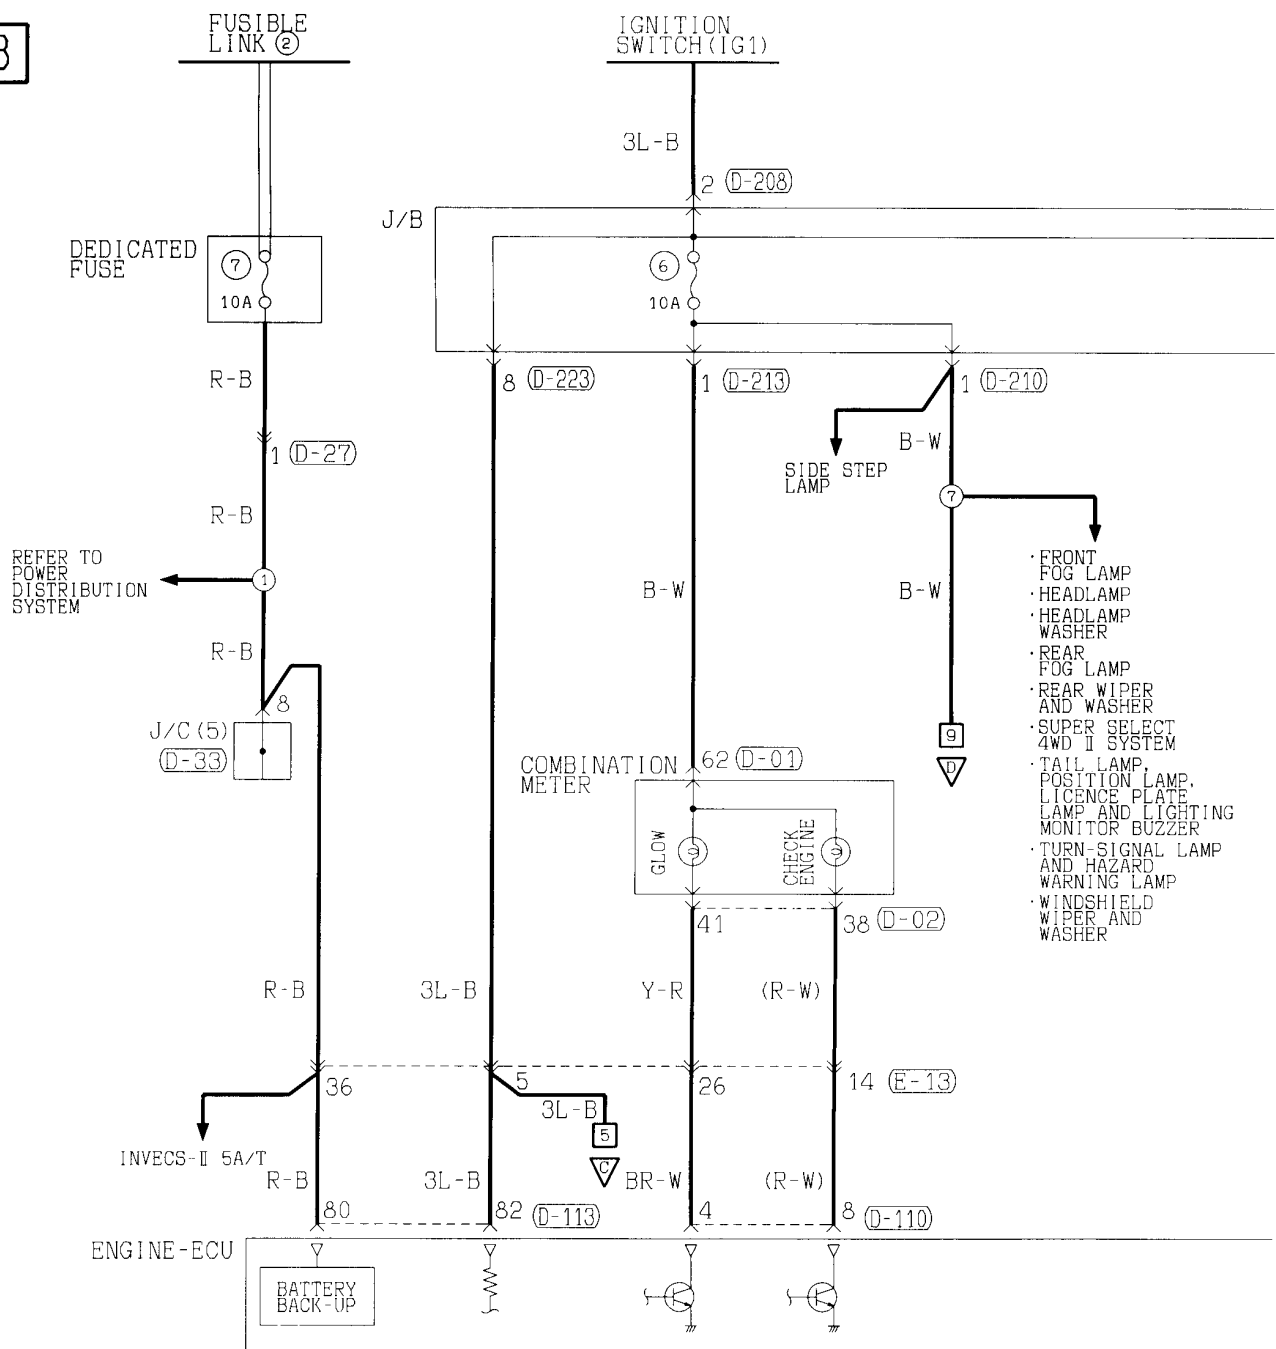 B
FUSIBLE
LINK ②
IGNITION
SWITCH(IG1)
3L-B
2 (D-208)
J/B
DEDICATED
FUSE
7
10A
6
10A
R-B
8 (D-223)
1 (D-213)
1 (D-210)
1 (D-27)
B-W
SIDE STEP
LAMP
7
R-B
REFER TO
POWER
DISTRIBUTION
SYSTEM
1
B-W
B-W
·FRONT
FOG LAMP
·HEADLAMP
·HEADLAMP
WASHER
·REAR
FOG LAMP
·REAR WIPER
AND WASHER
·SUPER SELECT
4WD Ⅱ SYSTEM
·TAIL LAMP,
POSITION LAMP,
LICENCE PLATE
LAMP AND LIGHTING
MONITOR BUZZER
·TURN-SIGNAL LAMP
AND HAZARD
WARNING LAMP
·WINDSHIELD
WIPER AND
WASHER
R-B
8
J/C(5)
(D-33)
9
D
COMBINATION
METER
62 (D-01)
GLOW
CHECK
ENGINE
41
38 (D-02)
R-B
3L-B
Y-R
(R-W)
36
5
26
14 (E-13)
3L-B
5
C
INVECS-Ⅱ 5A/T
R-B
3L-B
BR-W
(R-W)
80
82 (D-113)
4
8 (D-110)
ENGINE-ECU
BATTERY
BACK-UP